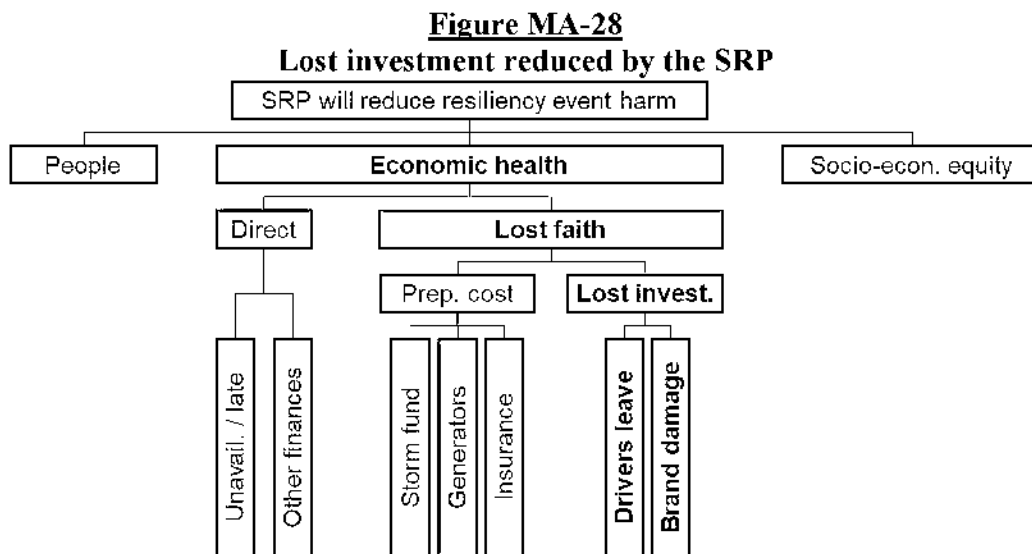 Figure MA-28
Lost investment reduced by the SRP
SRP will reduce resiliency event harm
People
Economic health
Socio-econ. equity
Direct
Lost faith
Prep. cost
Lost invest.
Unavail. / late
Other finances
Storm fund
Generators
Insurance
Drivers leave
Brand damage